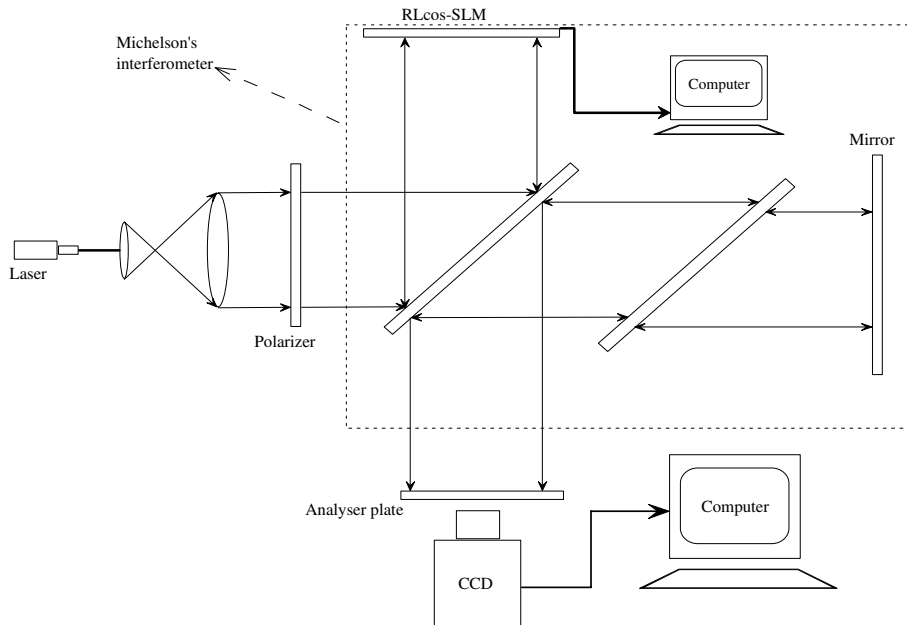 RLcos-SLM
Michelson's
interferometer
Computer
Mirror
Laser
Polarizer
Analyser plate
Computer
CCD